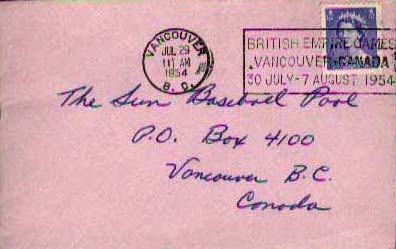 VANCOUVER
JUL 29
11 AM
1954
B. C.
BRITISH EMPIRE GAMES
VANCOUVER-CANADA
30 JULY-7 AUGUST 1954
The Sun Baseball Pool
P.O. Box 4100
Vancouver B.C.
Canada